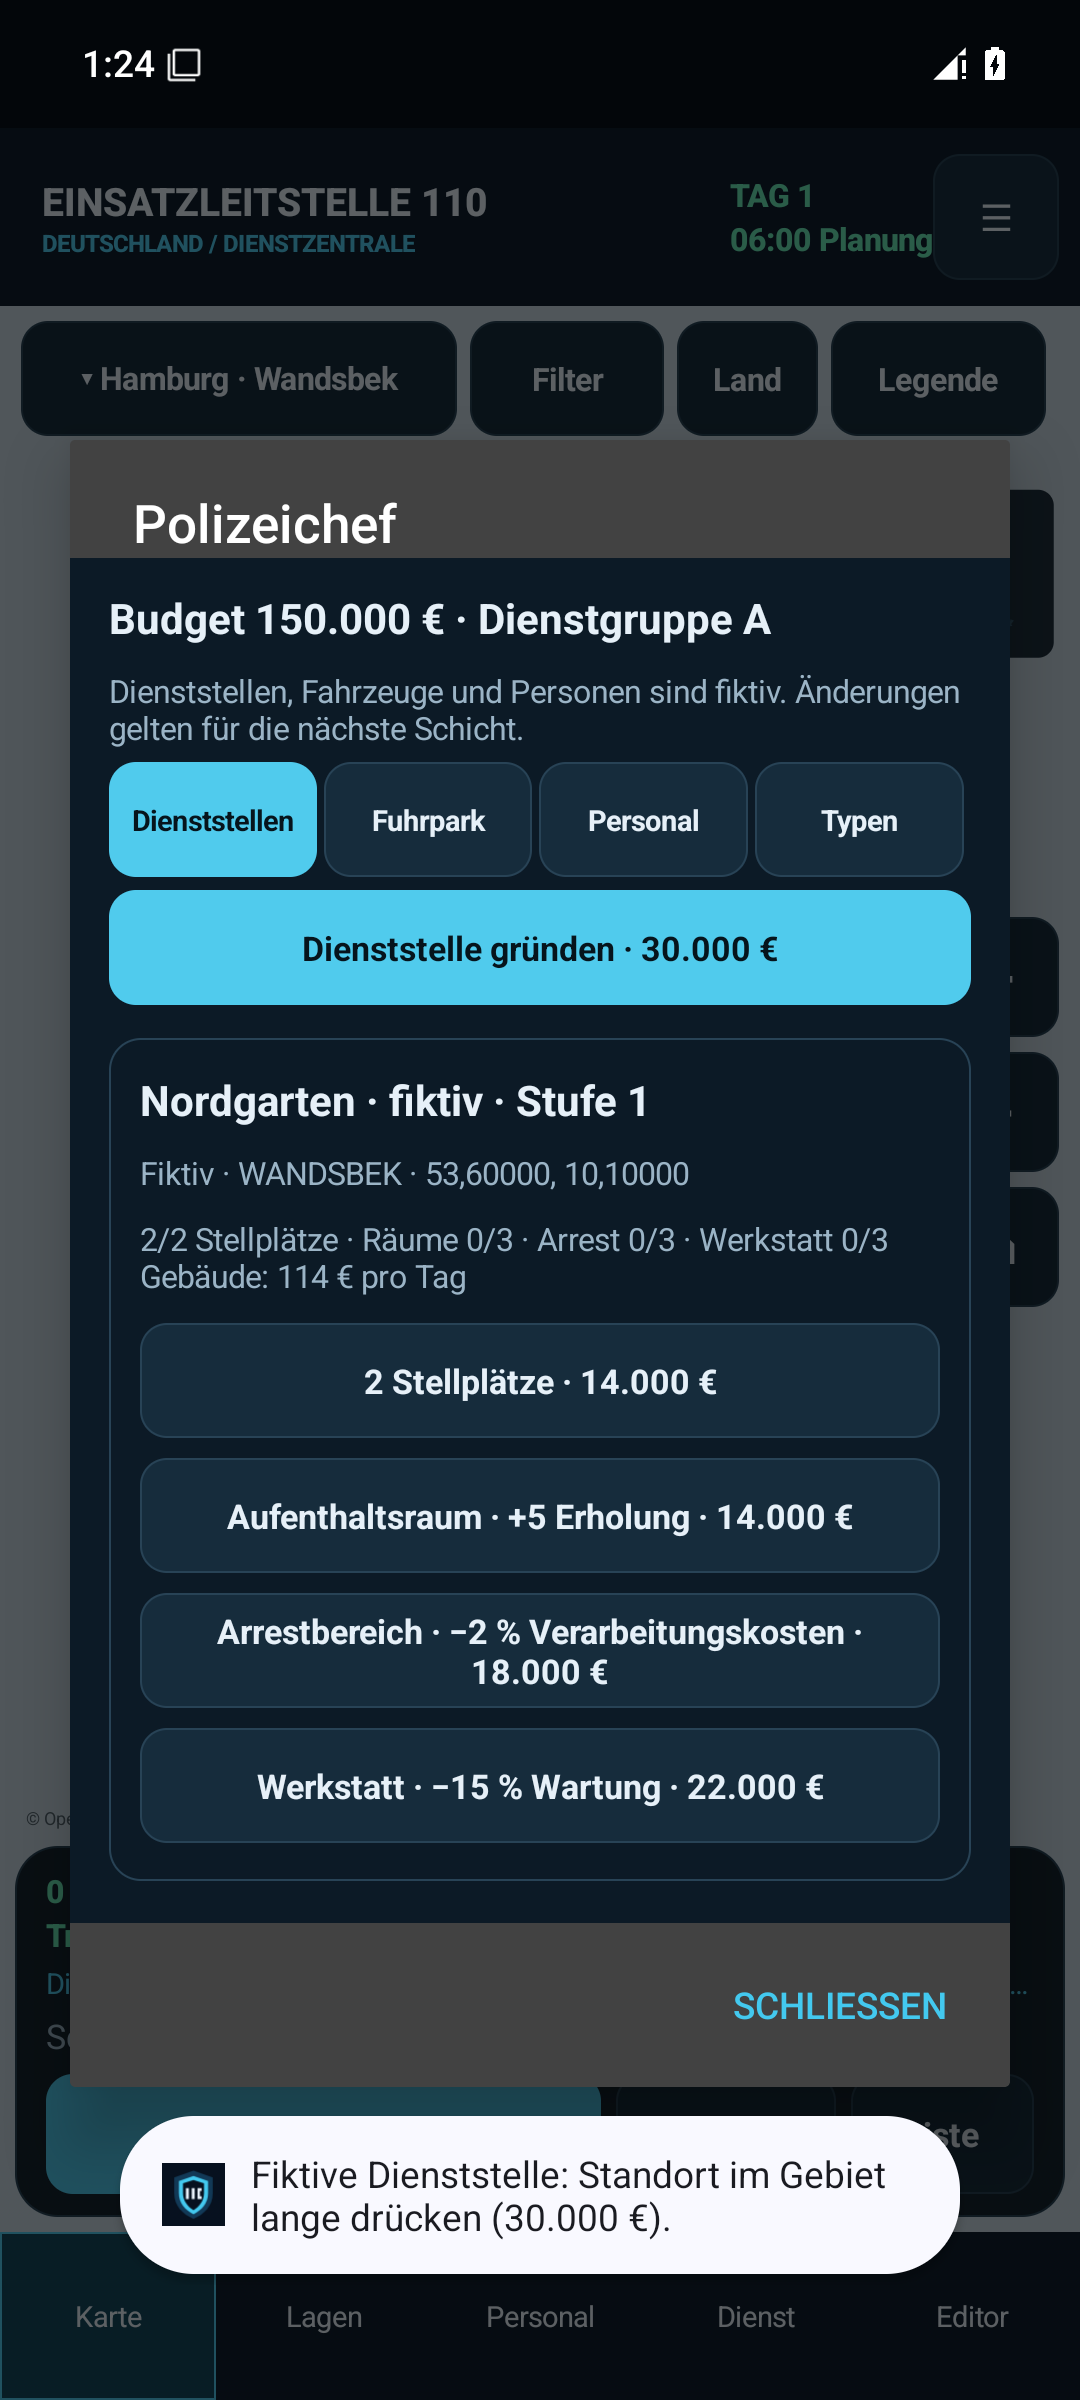 1:24
EINSATZLEITSTELLE 110
DEUTSCHLAND / DIENSTZENTRALE
TAG 1
06:00 Planung
▾ Hamburg · Wandsbek
Filter
Land
Legende
Polizeichef
Budget 150.000 € · Dienstgruppe A
Dienststellen, Fahrzeuge und Personen sind fiktiv. Änderungen
gelten für die nächste Schicht.
Dienststellen
Fuhrpark
Personal
Typen
Dienststelle gründen · 30.000 €
Nordgarten · fiktiv · Stufe 1
Fiktiv · WANDSBEK · 53,60000, 10,10000
2/2 Stellplätze · Räume 0/3 · Arrest 0/3 · Werkstatt 0/3
Gebäude: 114 € pro Tag
2 Stellplätze · 14.000 €
Aufenthaltsraum · +5 Erholung · 14.000 €
Arrestbereich · −2 % Verarbeitungskosten ·
18.000 €
Werkstatt · −15 % Wartung · 22.000 €
0
SCHLIESSEN
Fiktive Dienststelle: Standort im Gebiet
lange drücken (30.000 €).
Karte
Lagen
Personal
Dienst
Editor